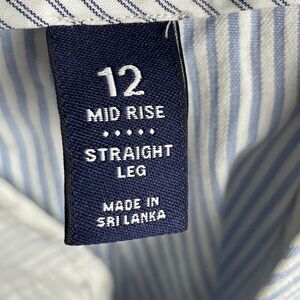 12
MID RISE
STRAIGHT
LEG
MADE IN
SRI LANKA